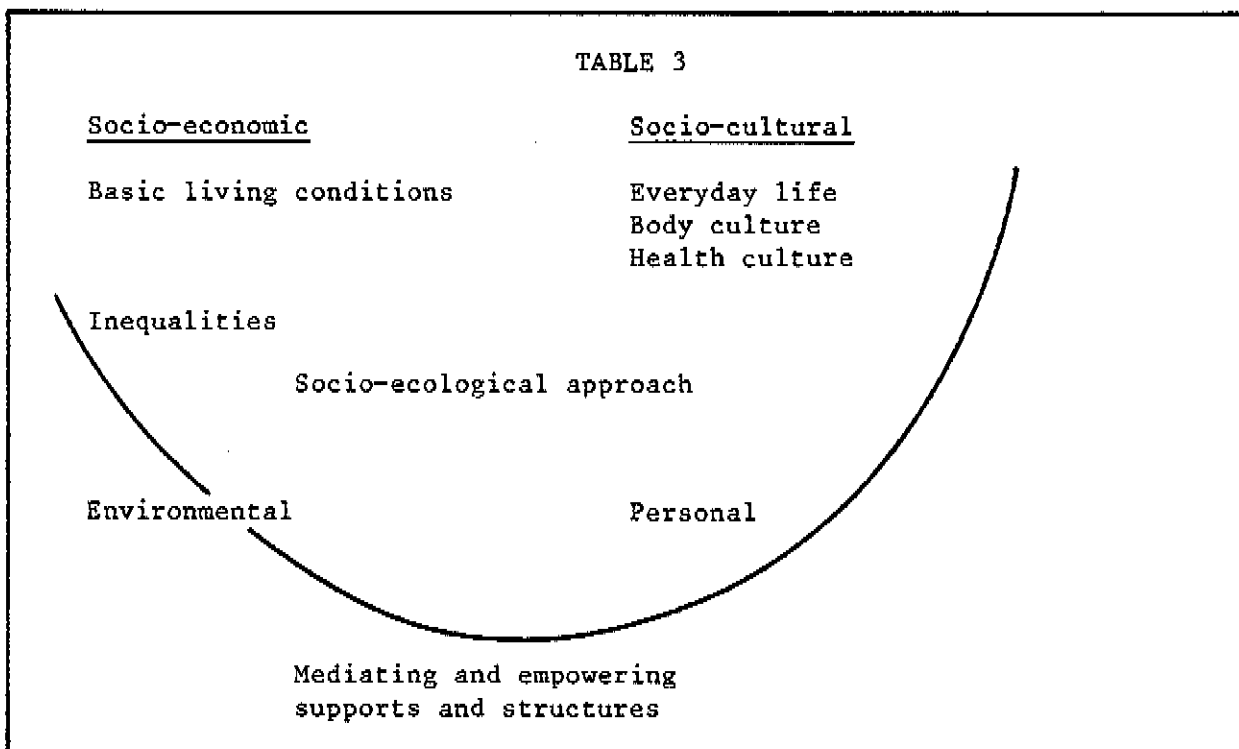 TABLE 3
Socio-economic Socio-cultural
Basic living conditions Everyday life
Body culture
Health culture
Inequalities
Socio-ecological approach
Environmental Personal
Mediating and empowering
supports and structures